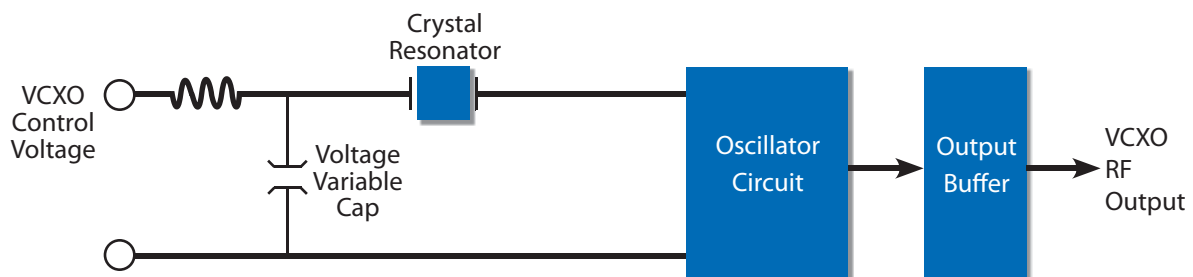 Crystal
Resonator
VCXO
Control
Voltage
Voltage
Variable
Cap
Oscillator
Circuit
Output
Buffer
VCXO
RF
Output